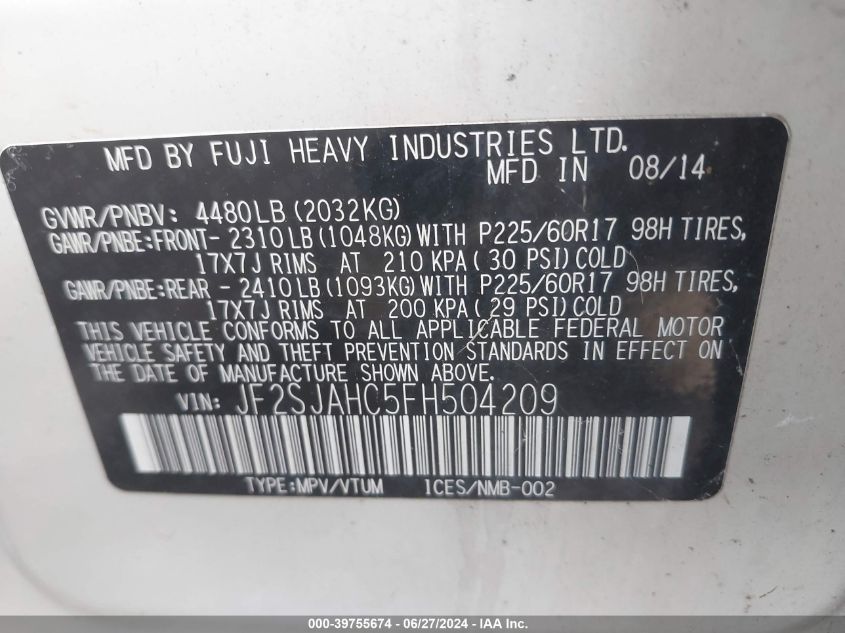 MFD BY FUJI HEAVY INDUSTRIES LTD.
MFD IN 08/14
GVWR/PNBV: 4480LB (2032KG)
GAWR/PNBE:FRONT- 2310LB (1048KG) WITH P225/60R17 98H TIRES,
17X7J RIMS AT 210 KPA ( 30 PSI) COLD
GAWR/PNBE:REAR - 2410LB (1093KG) WITH P225/60R17 98H TIRES,
17X7J RIMS AT 200 KPA ( 29 PSI) COLD
THIS VEHICLE CONFORMS TO ALL APPLICABLE FEDERAL MOTOR
VEHICLE SAFETY AND THEFT PREVENTION STANDARDS IN EFFECT ON
THE DATE OF MANUFACTURE SHOWN ABOVE.
VIN: JF2SJAHC5FH504209
TYPE:MPV/VTUM ICES/NMB-002
000-39755674 - 06/27/2024 - IAA Inc.